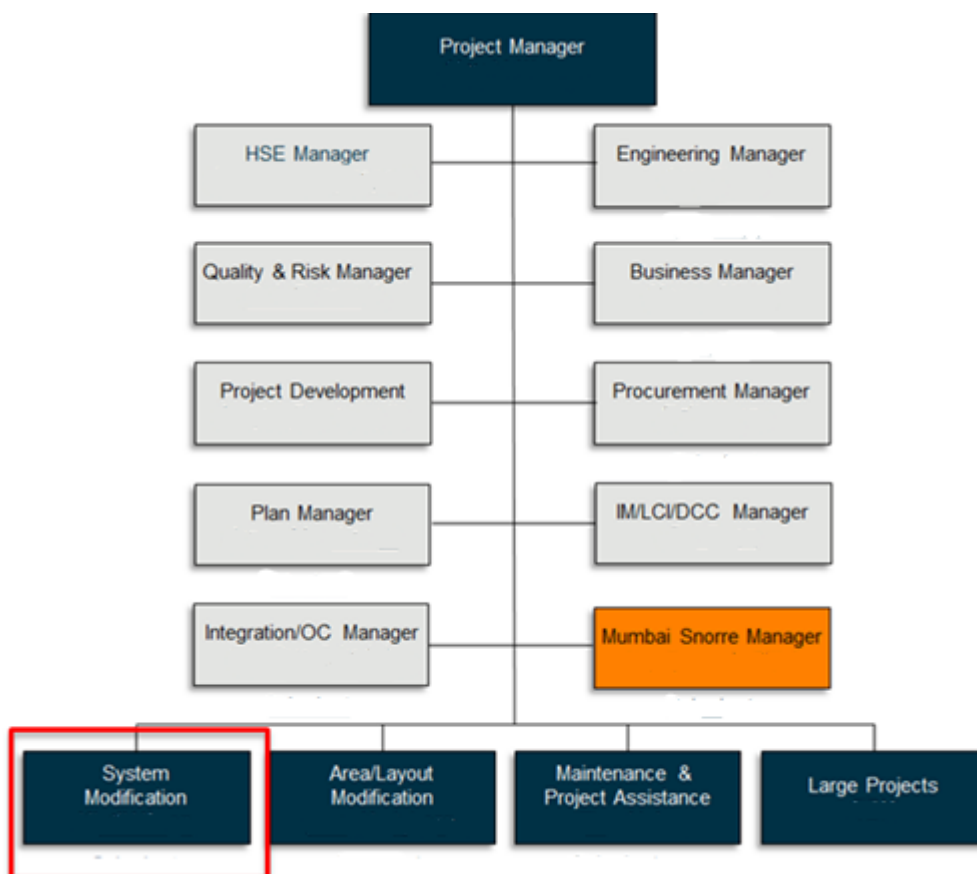 Project Manager
HSE Manager
Engineering Manager
Quality & Risk Manager
Business Manager
Project Development
Procurement Manager
Plan Manager
IM/LCI/DCC Manager
Integration/OC Manager
Mumbai Snorre Manager
System
Modification
Area/Layout
Modification
Maintenance &
Project Assistance
Large Projects